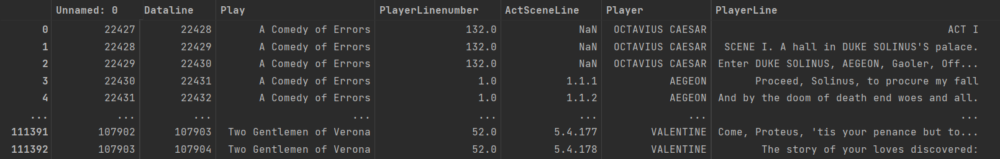 Unnamed: 0 Dataline Play PlayerLinenumber ActSceneLine Player PlayerLine
0 22427 22428 A Comedy of Errors 132.0 NaN OCTAVIUS CAESAR ACT I
1 22428 22429 A Comedy of Errors 132.0 NaN OCTAVIUS CAESAR SCENE I. A hall in DUKE SOLINUS'S palace.
2 22429 22430 A Comedy of Errors 132.0 NaN OCTAVIUS CAESAR Enter DUKE SOLINUS, AEGEON, Gaoler, Off...
3 22430 22431 A Comedy of Errors 1.0 1.1.1 AEGEON Proceed, Solinus, to procure my fall
4 22431 22432 A Comedy of Errors 1.0 1.1.2 AEGEON And by the doom of death end woes and all.
... ... ... ... ... ... ... ...
111391 107902 107903 Two Gentlemen of Verona 52.0 5.4.177 VALENTINE Come, Proteus, 'tis your penance but to...
111392 107903 107904 Two Gentlemen of Verona 52.0 5.4.178 VALENTINE The story of your loves discovered: